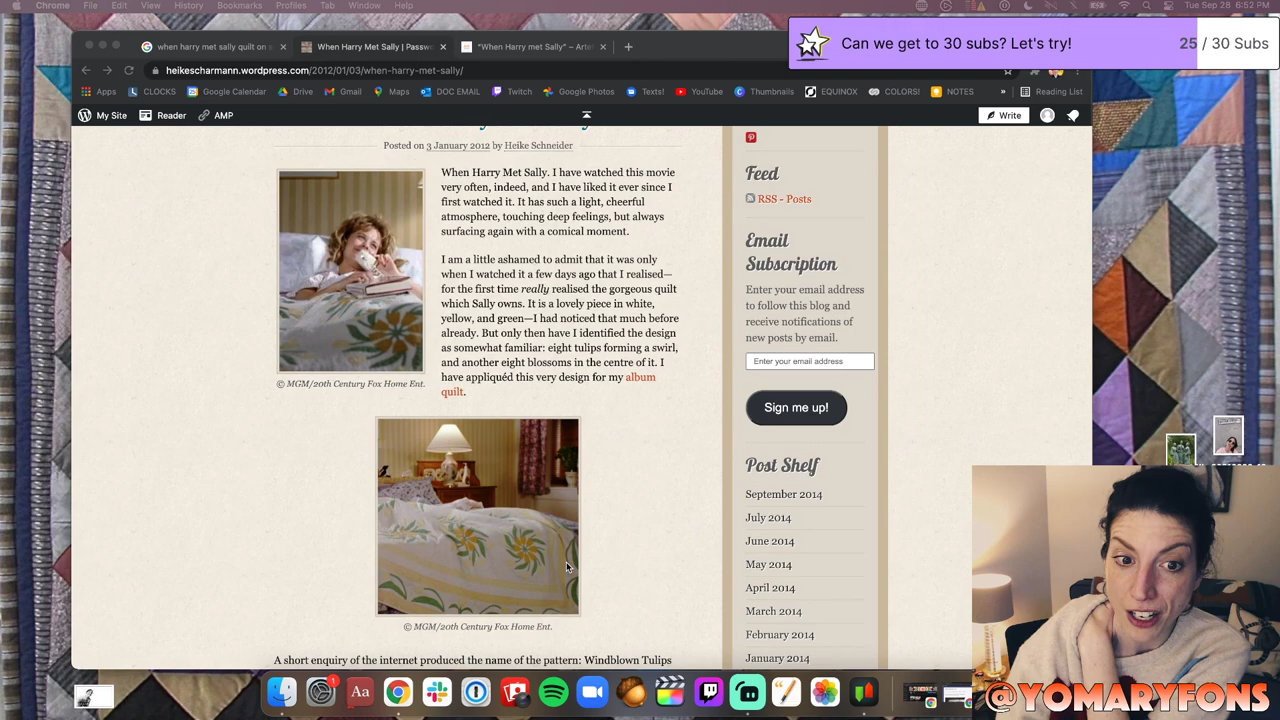 Chrome File Edit View History Bookmarks Profiles Tab Window Help
Tue Sep 28 6:52 PM
Can we get to 30 subs? Let's try! 25 / 30 Subs
when harry met sally quilt on s
When Harry Met Sally | Passwo
"When Harry met Sally" – Artel
heikescharmann.wordpress.com/2012/01/03/when-harry-met-sally/
Apps CLOCKS Google Calendar Drive Gmail Maps DOC EMAIL Twitch Google Photos Texts! YouTube Thumbnails EQUINOX COLORS! NOTES » Reading List
My Site Reader AMP Write
Posted on 3 January 2012 by Heike Schneider
When Harry Met Sally. I have watched this movie
very often, indeed, and I have liked it ever since I
first watched it. It has such a light, cheerful
atmosphere, touching deep feelings, but always
surfacing again with a comical moment.
I am a little ashamed to admit that it was only
when I watched it a few days ago that I realised—
for the first time really realised the gorgeous quilt
which Sally owns. It is a lovely piece in white,
yellow, and green—I had noticed that much before
already. But only then have I identified the design
as somewhat familiar: eight tulips forming a swirl,
and another eight blossoms in the centre of it. I
have appliquéd this very design for my album
quilt.
© MGM/20th Century Fox Home Ent.
© MGM/20th Century Fox Home Ent.
A short enquiry of the internet produced the name of the pattern: Windblown Tulips
Feed
RSS - Posts
Email
Subscription
Enter your email address
to follow this blog and
receive notifications of
new posts by email.
Enter your email address
Sign me up!
Post Shelf
September 2014
July 2014
June 2014
May 2014
April 2014
March 2014
February 2014
January 2014
1
Aa
@YOMARYFONS